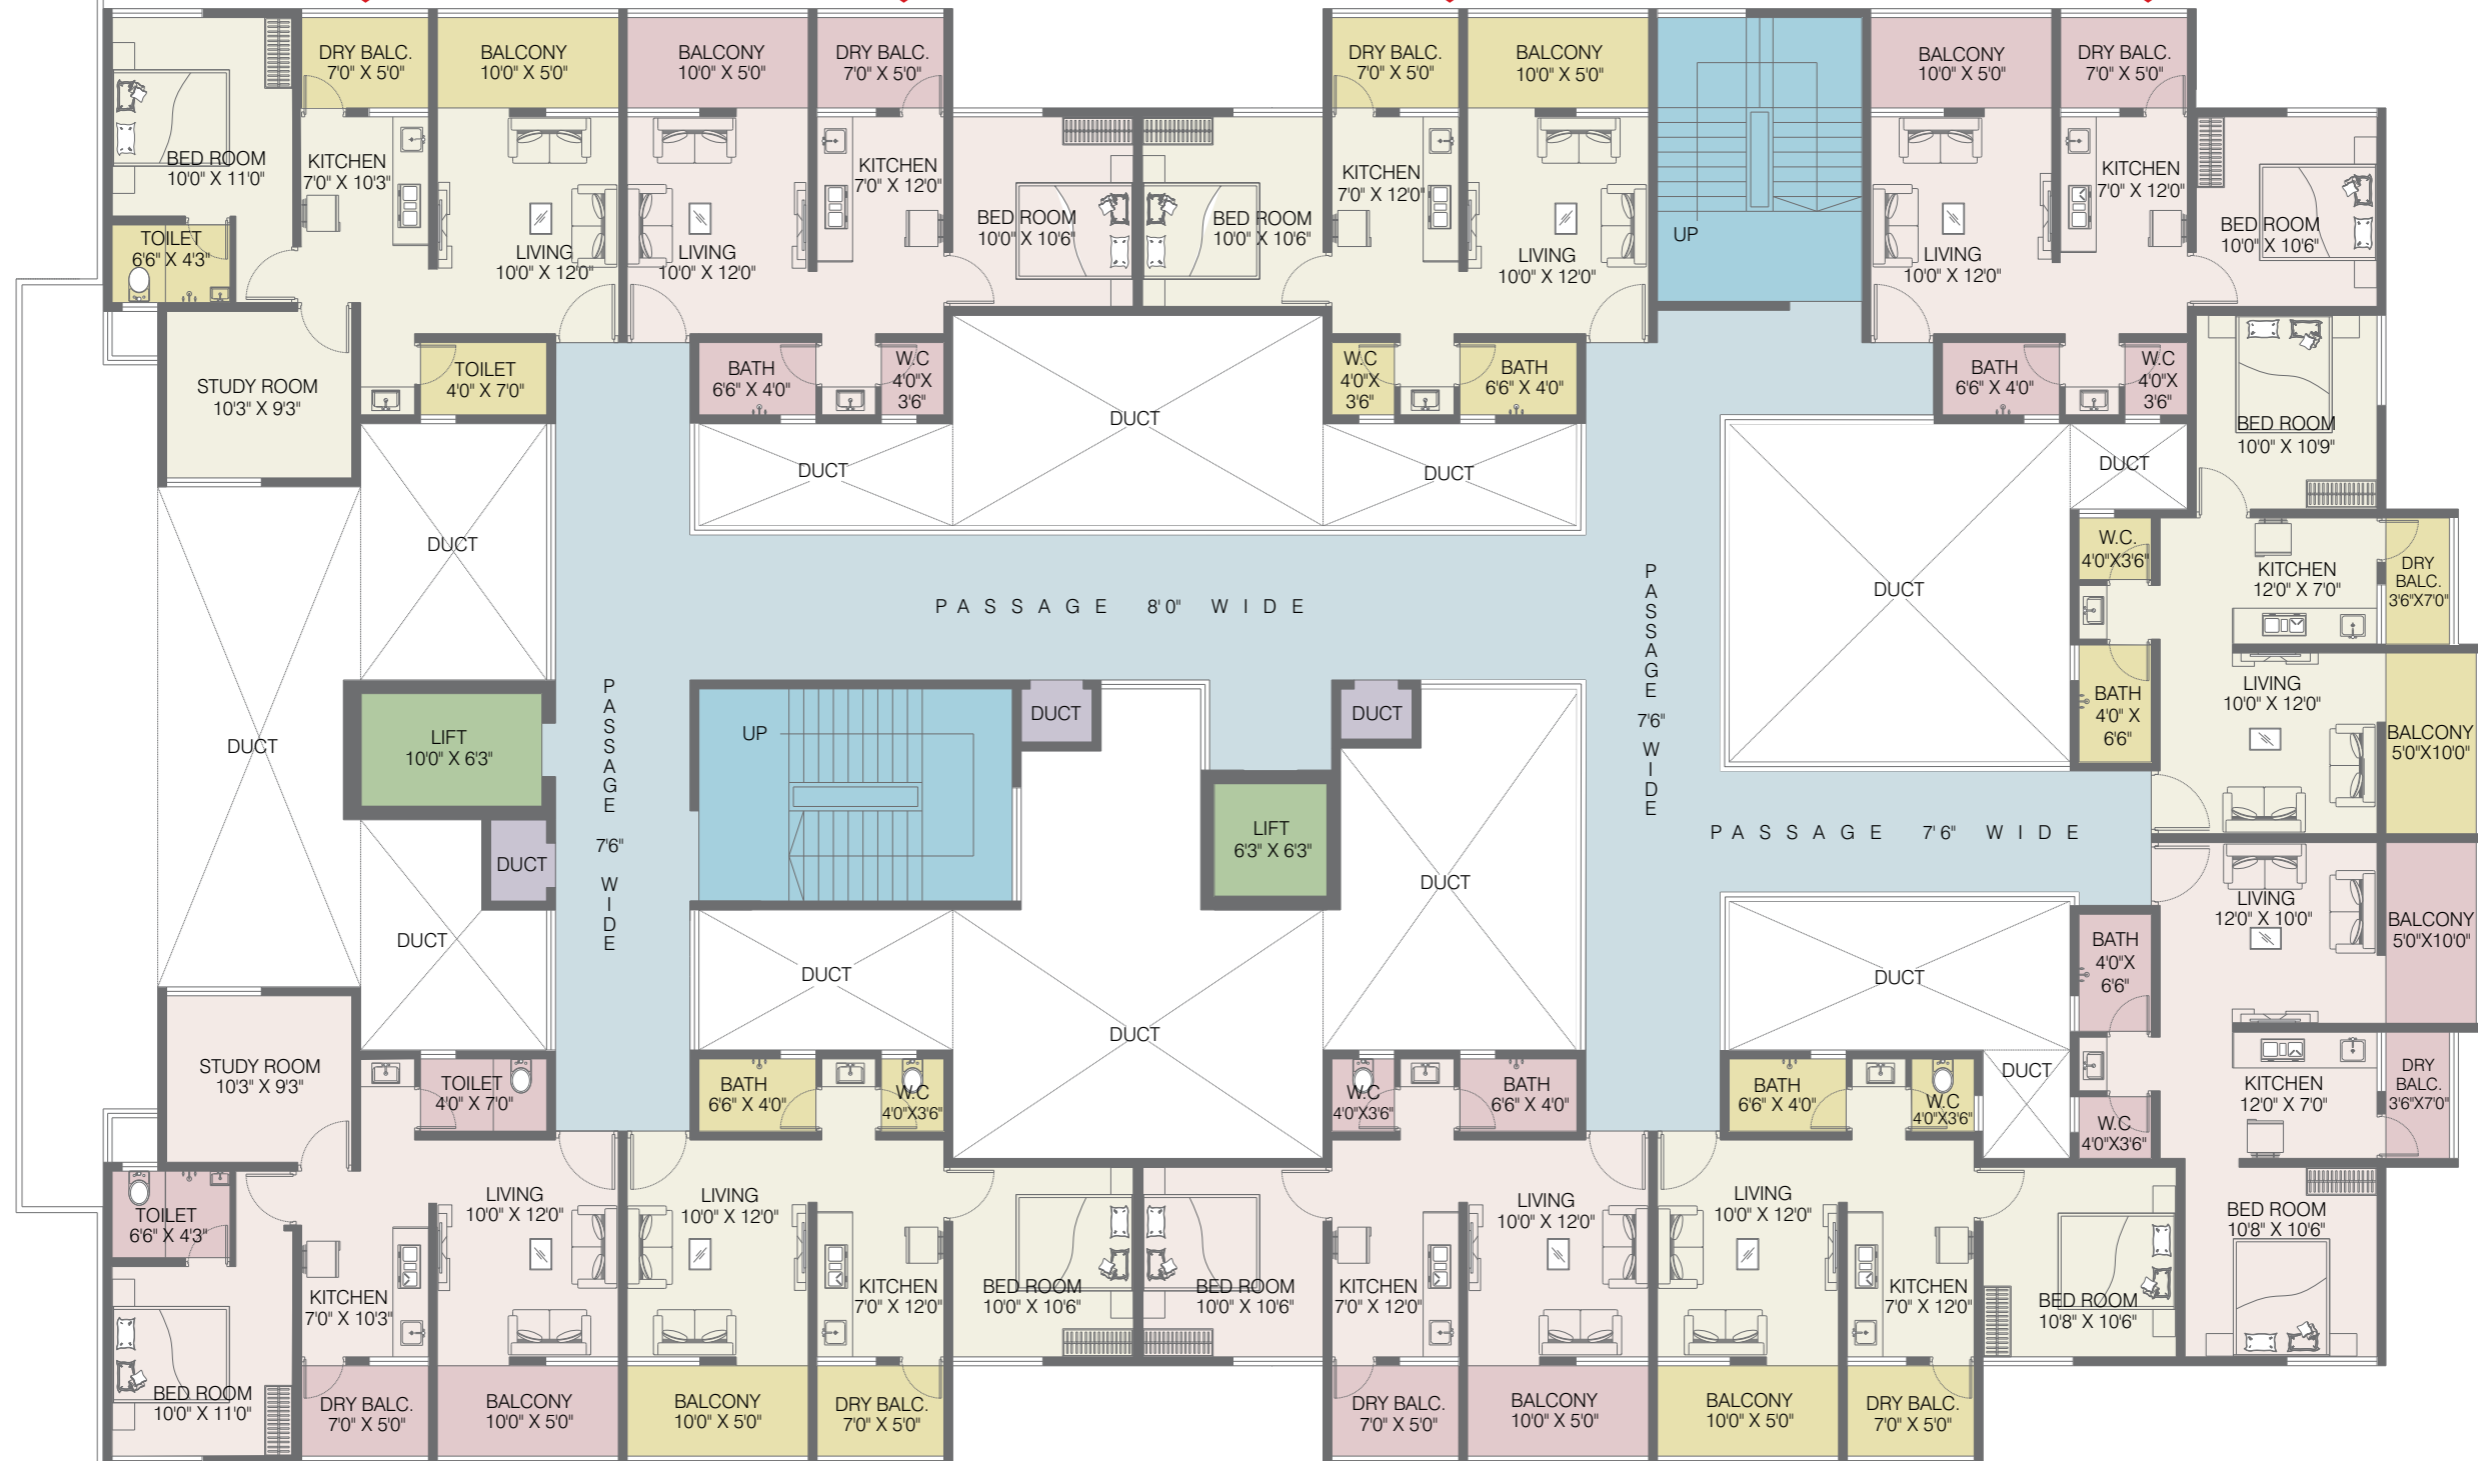 DRY BALC.
7'0" X 5'0"
BALCONY
10'0" X 5'0"
BALCONY
10'0" X 5'0"
DRY BALC.
7'0" X 5'0"
DRY BALC.
7'0" X 5'0"
BALCONY
10'0" X 5'0"
BALCONY
10'0" X 5'0"
DRY BALC.
7'0" X 5'0"
BED ROOM
10'0" X 11'0"
KITCHEN
7'0" X 10'3"
LIVING
10'0" X 12'0"
LIVING
10'0" X 12'0"
KITCHEN
7'0" X 12'0"
BED ROOM
10'0" X 10'6"
BED ROOM
10'0" X 10'6"
KITCHEN
7'0" X 12'0"
LIVING
10'0" X 12'0"
UP
LIVING
10'0" X 12'0"
KITCHEN
7'0" X 12'0"
BED ROOM
10'0" X 10'6"
TOILET
6'6" X 4'3"
STUDY ROOM
10'3" X 9'3"
TOILET
4'0" X 7'0"
BATH
6'6" X 4'0"
W.C
4'0"X
3'6"
DUCT
W.C
4'0"X
3'6"
BATH
6'6" X 4'0"
BATH
6'6" X 4'0"
W.C
4'0"X
3'6"
BED ROOM
10'0" X 10'9"
DUCT
DUCT
DUCT
DUCT
DUCT
W.C.
4'0"X3'6"
KITCHEN
12'0" X 7'0"
DRY
BALC.
3'6"X7'0"
PASSAGE 8'0" WIDE
PASSAGE 7'6" WIDE
PASSAGE 7'6" WIDE
BATH
4'0" X
6'6"
LIVING
10'0" X 12'0"
BALCONY
5'0"X10'0"
DUCT
LIFT
10'0" X 6'3"
UP
DUCT
DUCT
DUCT
LIFT
6'3" X 6'3"
DUCT
PASSAGE 7'6" WIDE
DUCT
DUCT
DUCT
DUCT
DUCT
LIVING
12'0" X 10'0"
BALCONY
5'0"X10'0"
BATH
4'0"X
6'6"
DUCT
KITCHEN
12'0" X 7'0"
DRY
BALC.
3'6"X7'0"
W.C
4'0"X3'6"
STUDY ROOM
10'3" X 9'3"
TOILET
4'0" X 7'0"
BATH
6'6" X 4'0"
W.C
4'0"X3'6"
W.C
4'0"X3'6"
BATH
6'6" X 4'0"
BATH
6'6" X 4'0"
W.C
4'0"X3'6"
TOILET
6'6" X 4'3"
LIVING
10'0" X 12'0"
LIVING
10'0" X 12'0"
LIVING
10'0" X 12'0"
LIVING
10'0" X 12'0"
BED ROOM
10'8" X 10'6"
KITCHEN
7'0" X 10'3"
KITCHEN
7'0" X 12'0"
BED ROOM
10'0" X 10'6"
BED ROOM
10'0" X 10'6"
KITCHEN
7'0" X 12'0"
KITCHEN
7'0" X 12'0"
BED ROOM
10'8" X 10'6"
BED ROOM
10'0" X 11'0"
DRY BALC.
7'0" X 5'0"
BALCONY
10'0" X 5'0"
BALCONY
10'0" X 5'0"
DRY BALC.
7'0" X 5'0"
DRY BALC.
7'0" X 5'0"
BALCONY
10'0" X 5'0"
BALCONY
10'0" X 5'0"
DRY BALC.
7'0" X 5'0"